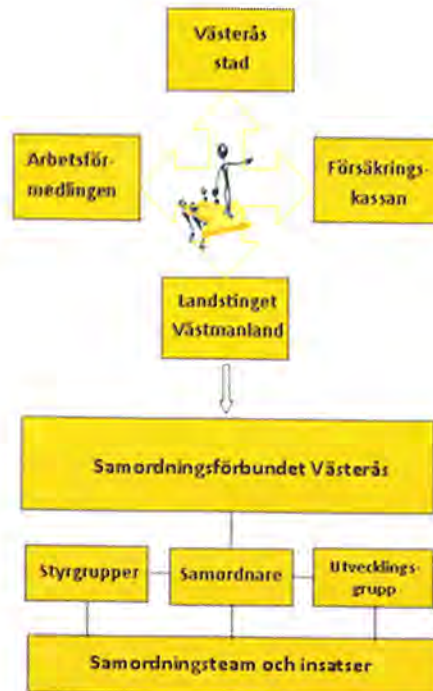 Västerås
stad
Arbetsför-
medlingen
Försäkrings-
kassan
Landstinget
Västmanland
Samordningsförbundet Västerås
Styrgrupper
Samordnare
Utvecklings-
grupp
Samordningsteam och insatser